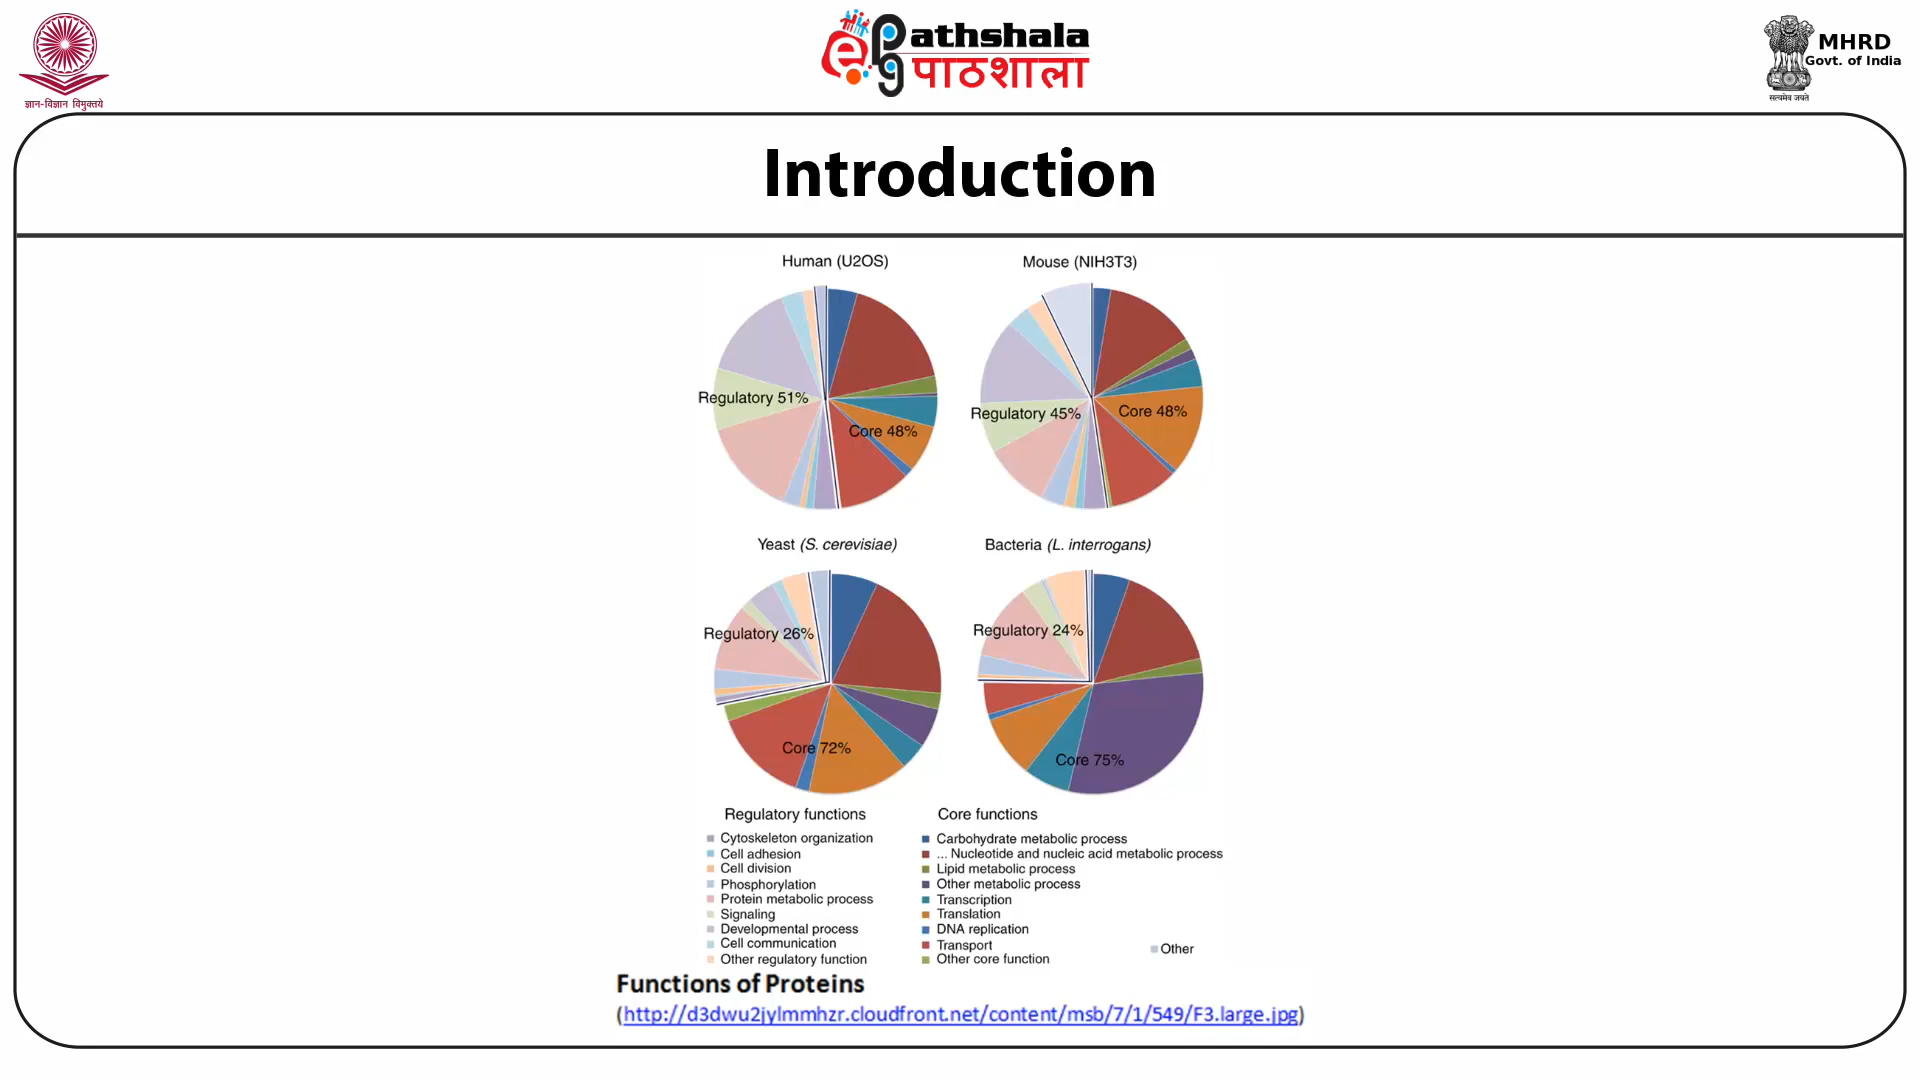 ज्ञान-विज्ञान विमुक्तये
ePathshala
पाठशाला
MHRD
Govt. of India
सत्यमेव जयते
Introduction
Human (U2OS)
Mouse (NIH3T3)
Regulatory 51%
Core 48%
Regulatory 45%
Core 48%
Yeast (S. cerevisiae)
Bacteria (L. interrogans)
Regulatory 26%
Core 72%
Regulatory 24%
Core 75%
Regulatory functions
Cytoskeleton organization
Cell adhesion
Cell division
Phosphorylation
Protein metabolic process
Signaling
Developmental process
Cell communication
Other regulatory function
Core functions
Carbohydrate metabolic process
... Nucleotide and nucleic acid metabolic process
Lipid metabolic process
Other metabolic process
Transcription
Translation
DNA replication
Transport
Other core function
Other
Functions of Proteins
(http://d3dwu2jylmmhzr.cloudfront.net/content/msb/7/1/549/F3.large.jpg)